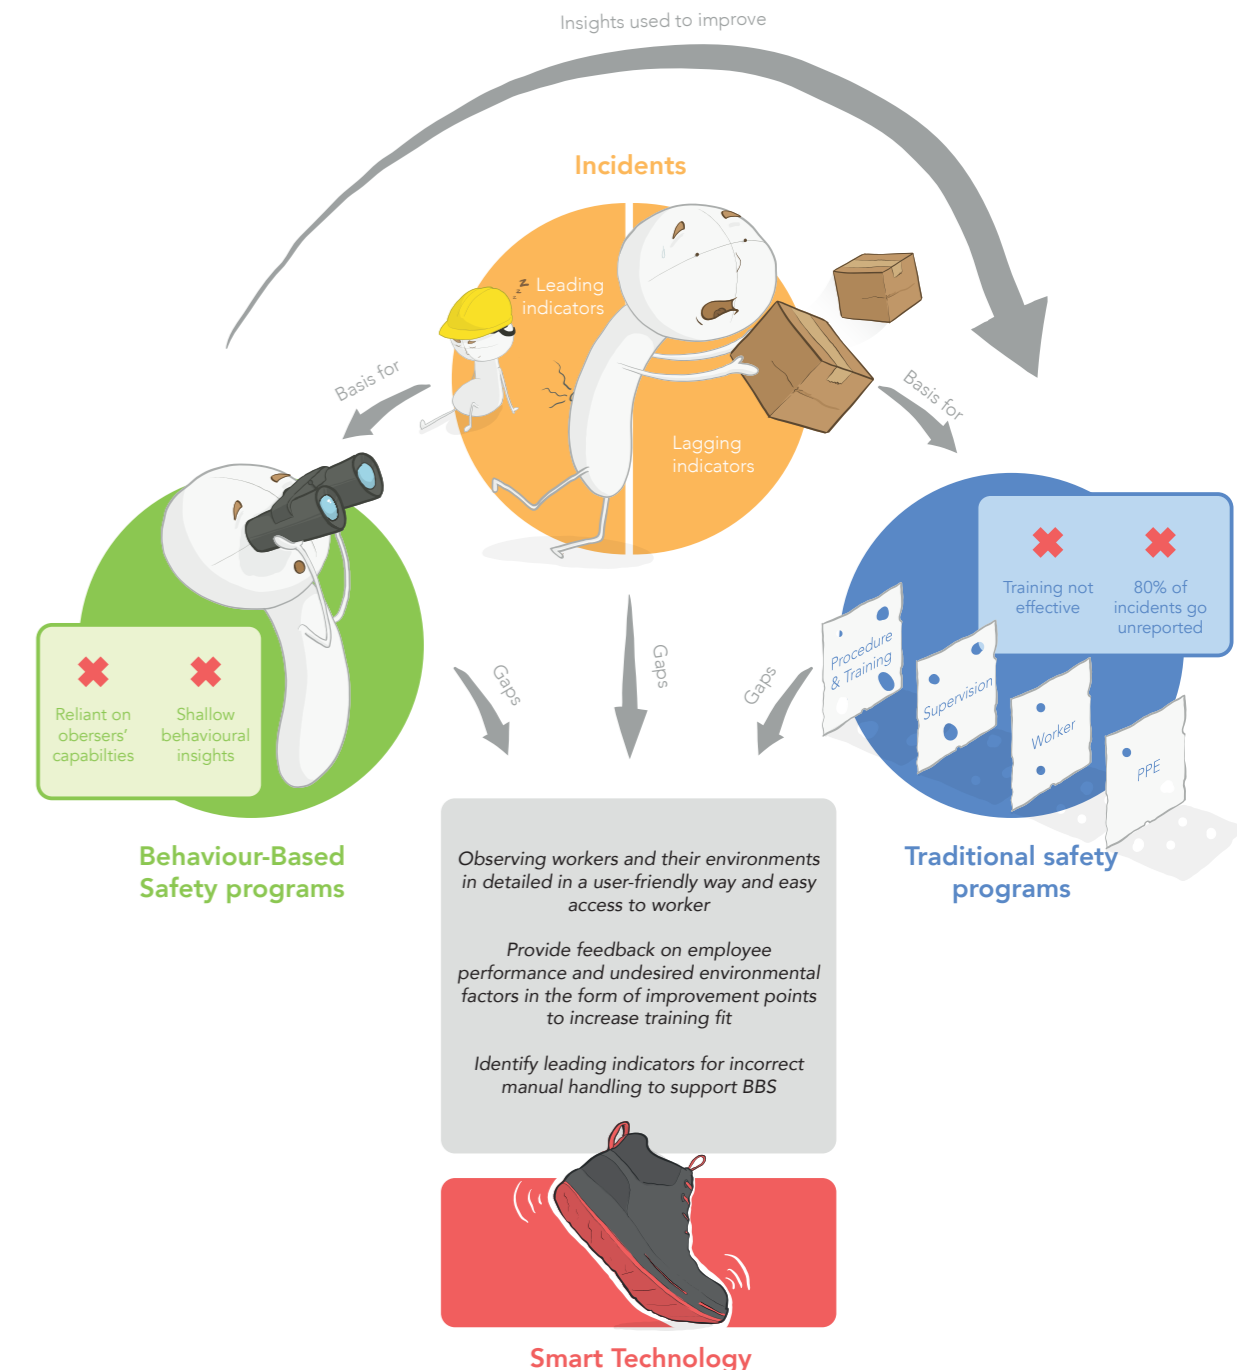 Insights used to improve
Incidents
z z z
Leading
indicators
Basis for
Basis for
Lagging
indicators
Training not
effective
80% of
incidents go
unreported
Procedure
& Training
Supervision
Worker
PPE
Gaps
Gaps
Gaps
Reliant on
obersers'
capabilties
Shallow
behavioural
insights
Behaviour-Based
Safety programs
Traditional safety
programs
Observing workers and their environments
in detailed in a user-friendly way and easy
access to worker
Provide feedback on employee
performance and undesired environmental
factors in the form of improvement points
to increase training fit
Identify leading indicators for incorrect
manual handling to support BBS
Smart Technology